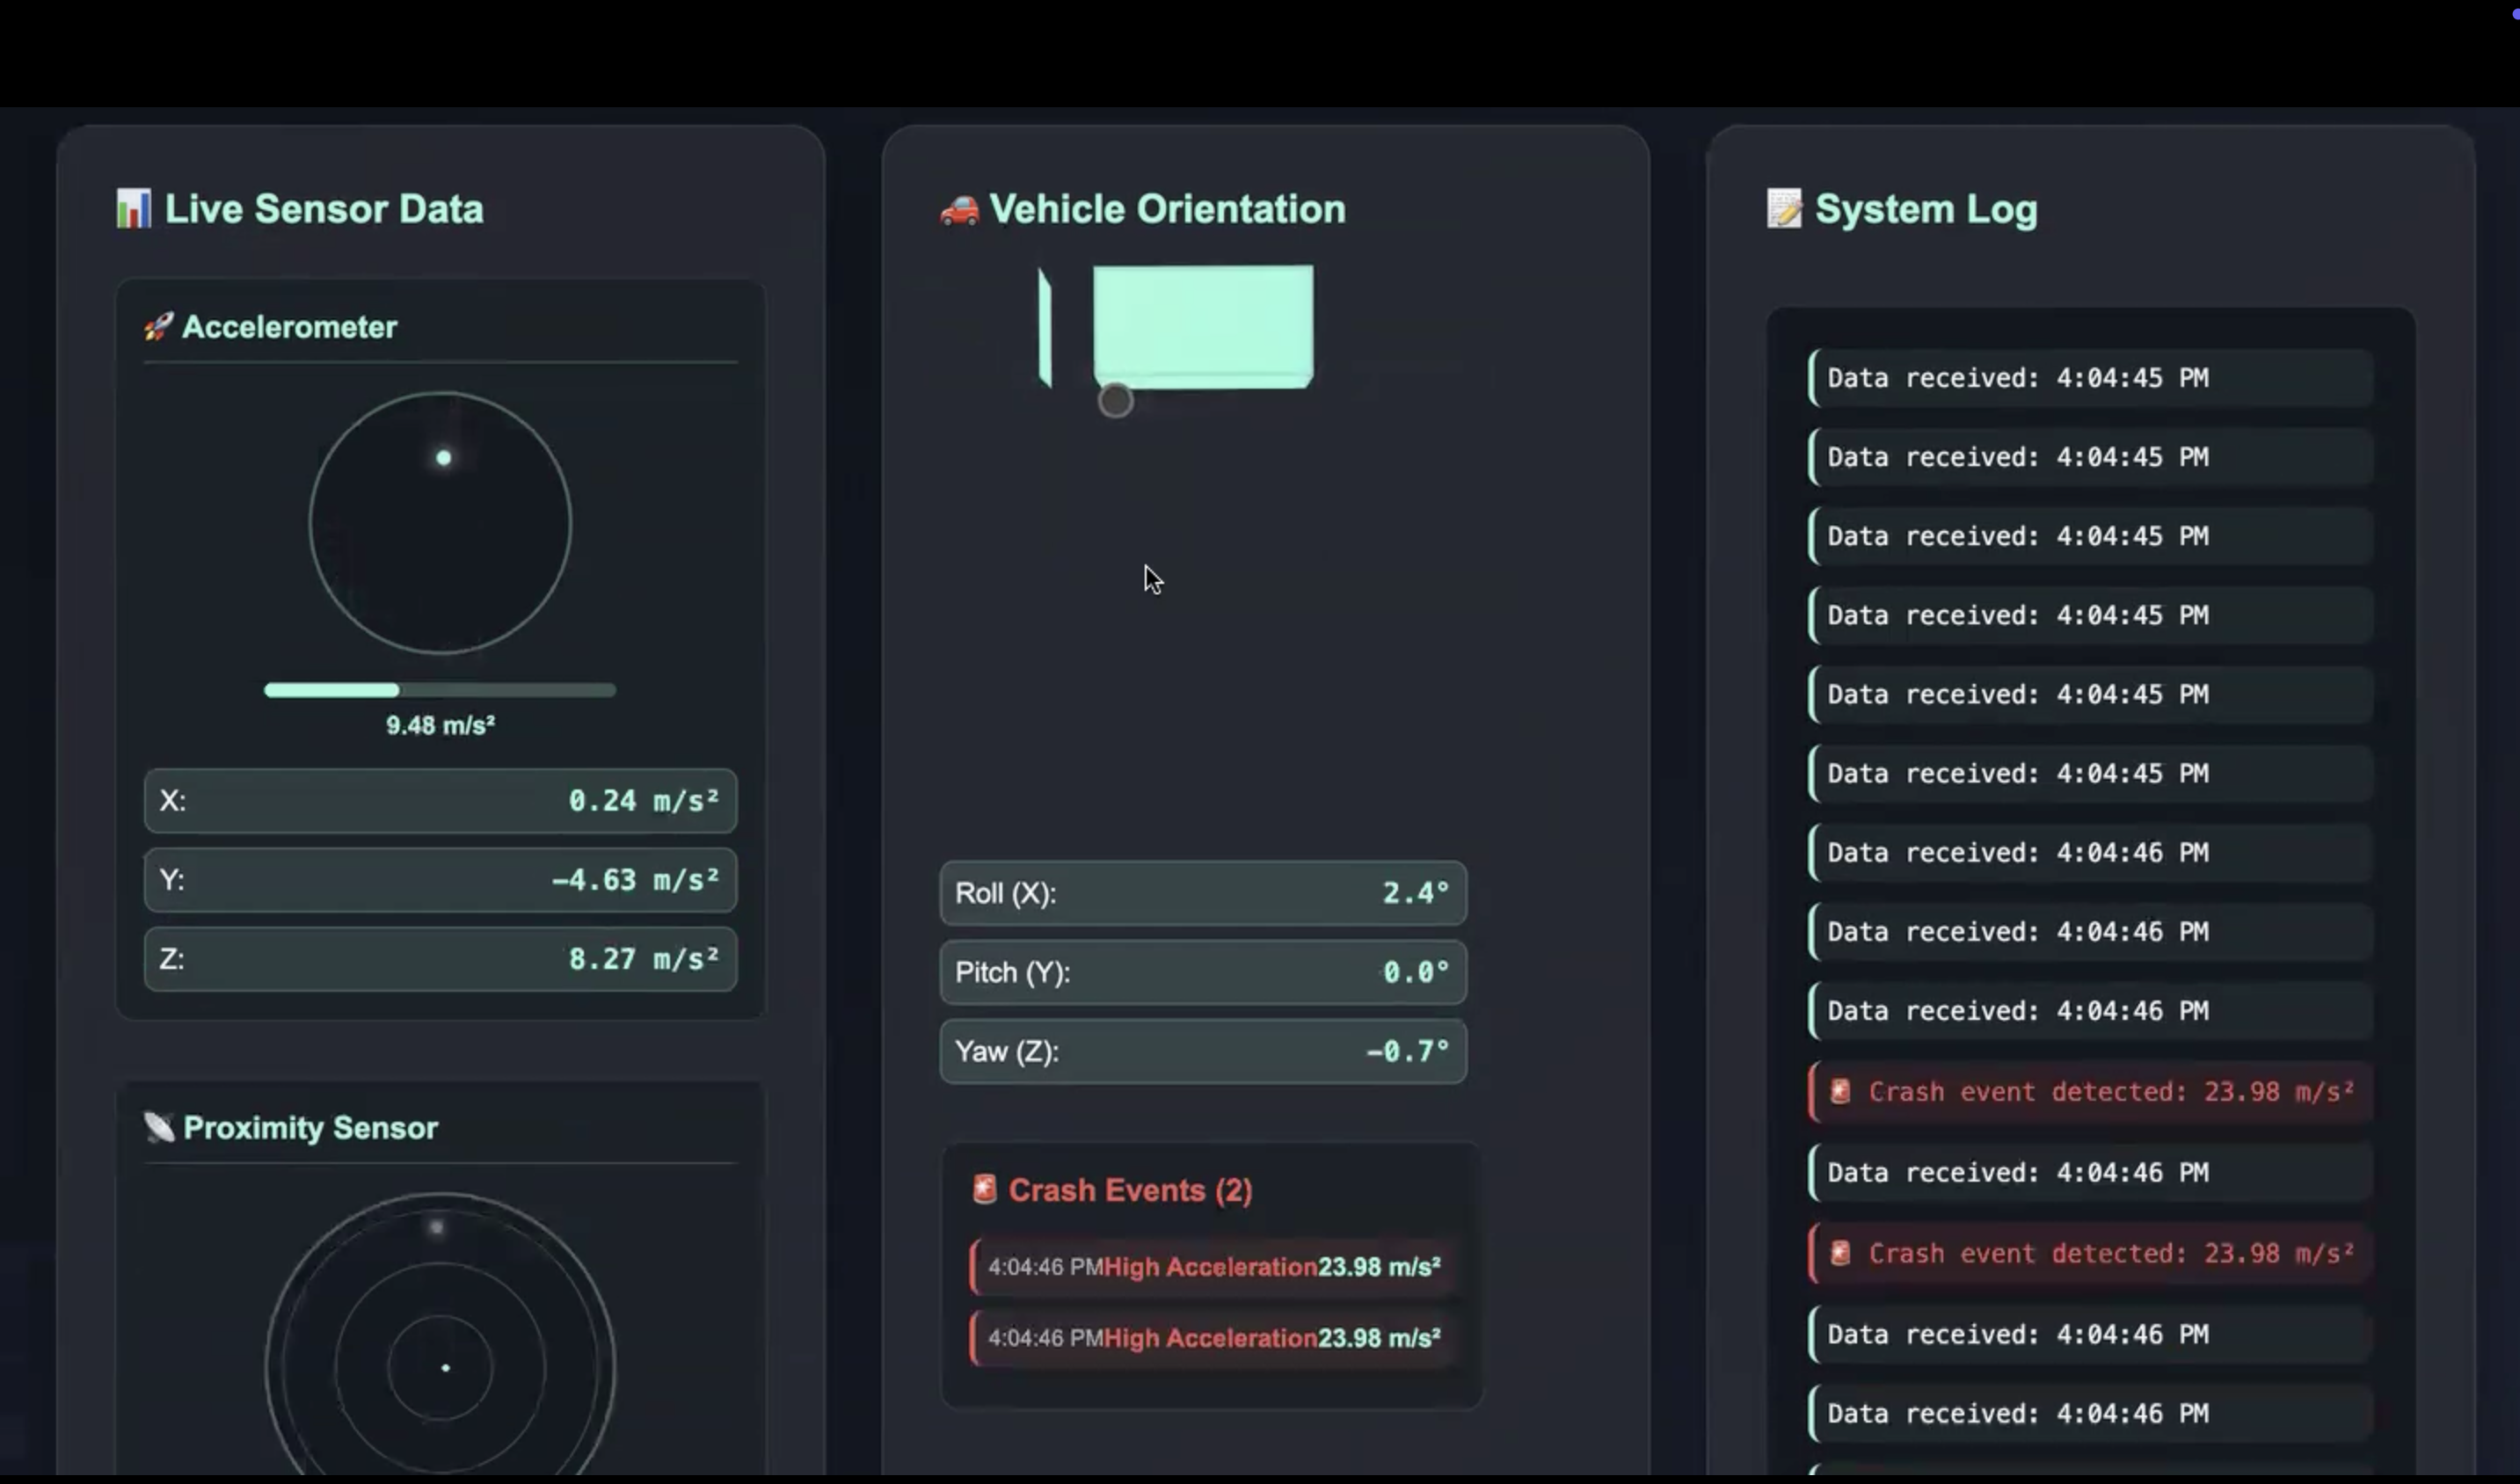 Live Sensor Data
Accelerometer
9.48 m/s²
X: 0.24 m/s²
Y: −4.63 m/s²
Z: 8.27 m/s²
Proximity Sensor
Vehicle Orientation
Roll (X): 2.4°
Pitch (Y): 0.0°
Yaw (Z): −0.7°
Crash Events (2)
4:04:46 PMHigh Acceleration23.98 m/s²
4:04:46 PMHigh Acceleration23.98 m/s²
System Log
Data received: 4:04:45 PM
Data received: 4:04:45 PM
Data received: 4:04:45 PM
Data received: 4:04:45 PM
Data received: 4:04:45 PM
Data received: 4:04:45 PM
Data received: 4:04:46 PM
Data received: 4:04:46 PM
Data received: 4:04:46 PM
Crash event detected: 23.98 m/s²
Data received: 4:04:46 PM
Crash event detected: 23.98 m/s²
Data received: 4:04:46 PM
Data received: 4:04:46 PM